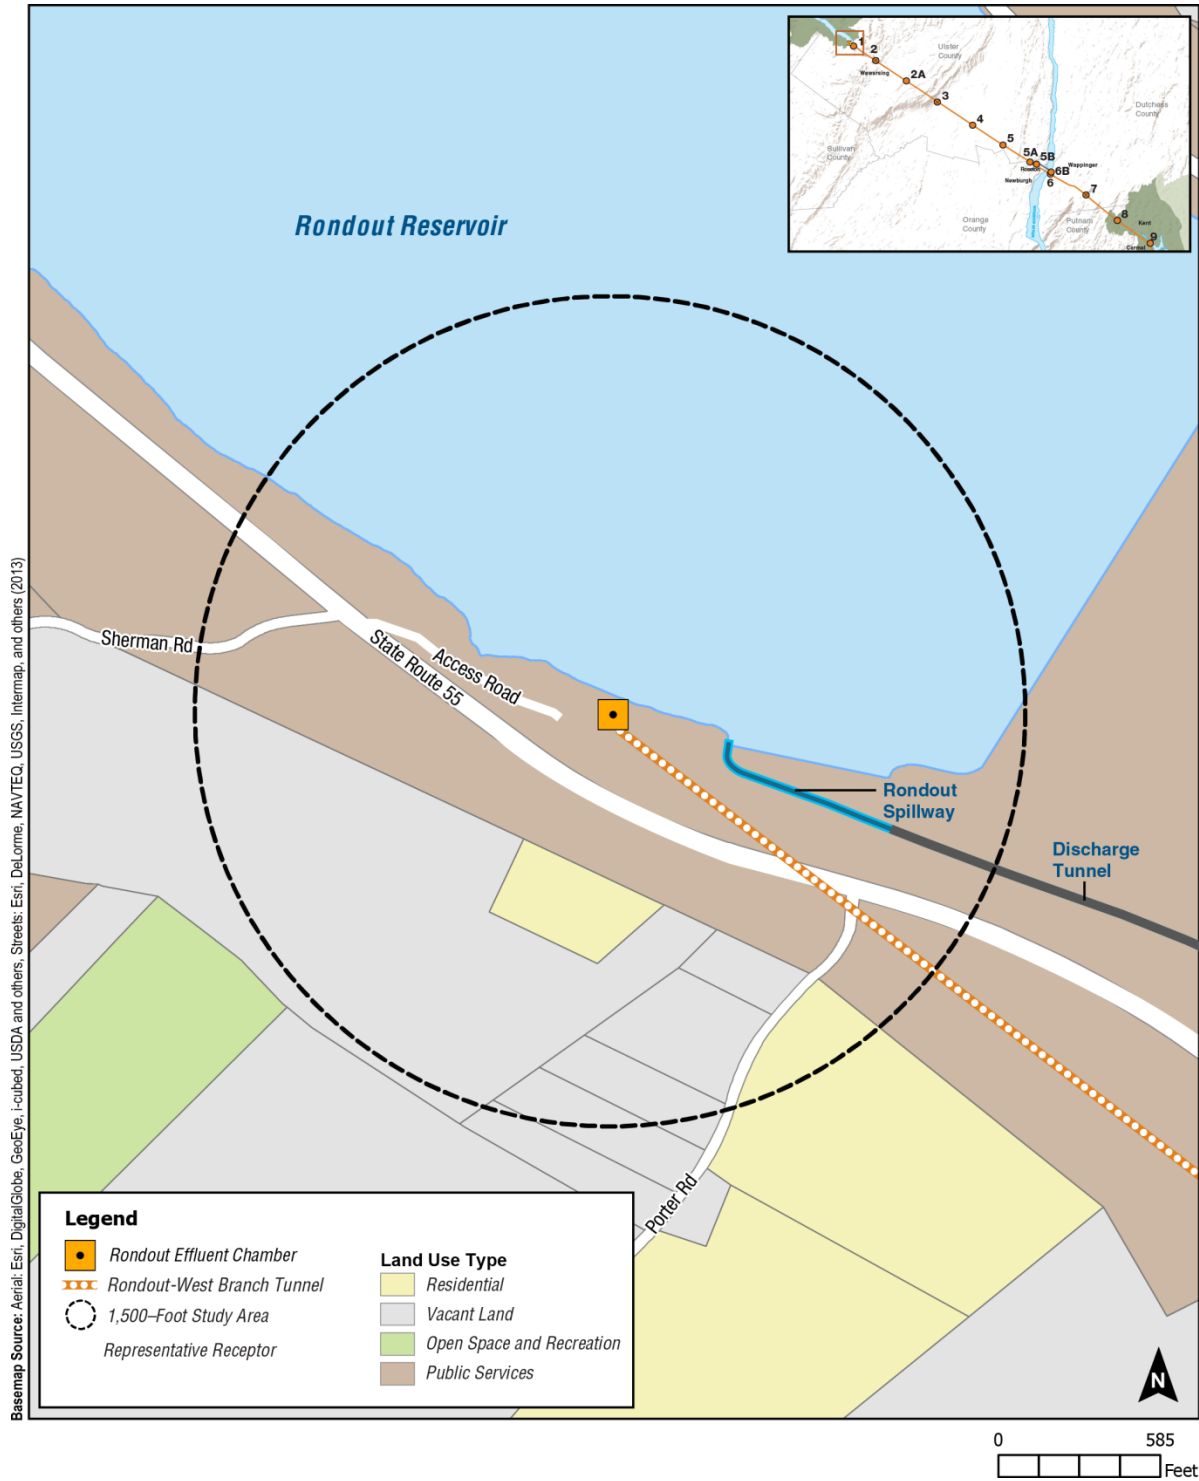 Rondout Reservoir
1
2
Wawarsing
2A
3
4
5
5A
5B
Roseton
6B
6
Newburgh
Wappinger
7
8
Kent
9
Carmel
Ulster
County
Dutchess
County
Sullivan
County
Orange
County
Putnam
County
Sherman Rd
State Route 55
Access Road
Rondout
Spillway
Discharge
Tunnel
Porter Rd
Legend
Rondout Effluent Chamber
Rondout-West Branch Tunnel
1,500–Foot Study Area
Representative Receptor
Land Use Type
Residential
Vacant Land
Open Space and Recreation
Public Services
N
0 585
Feet
Basemap Source: Aerial: Esri, DigitalGlobe, GeoEye, i-cubed, USDA and others, Streets: Esri, DeLorme, NAVTEQ, USGS, Intermap, and others (2013)